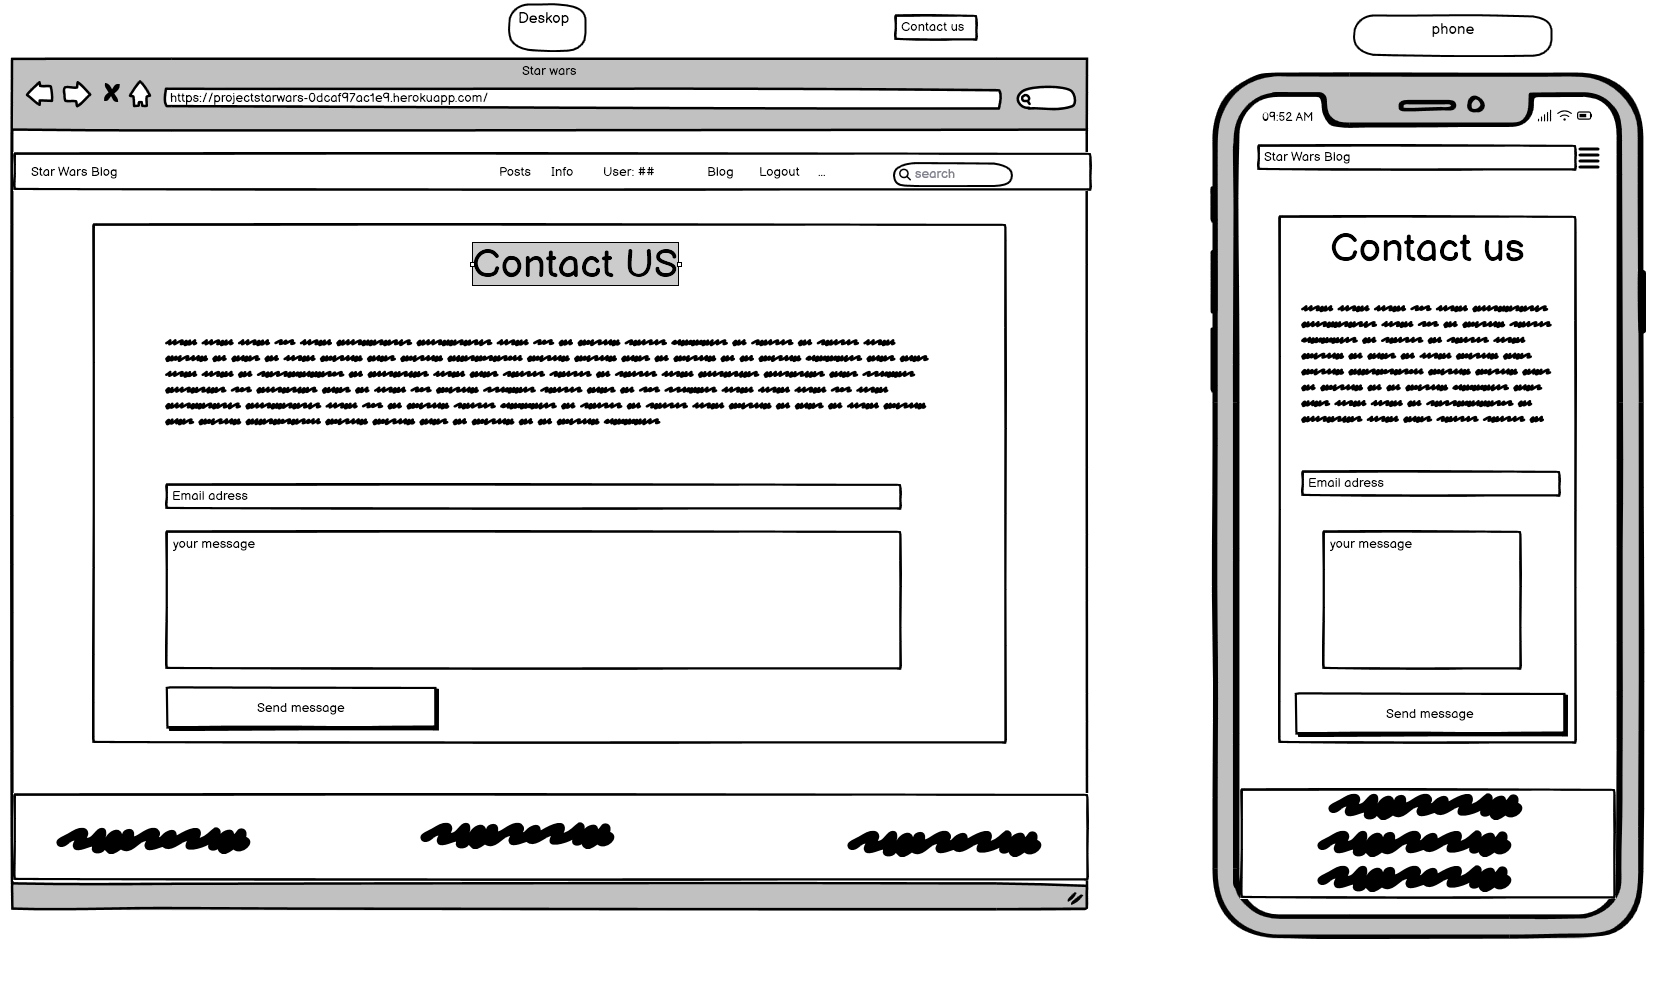 Deskop
Contact us
phone
Star wars
https://projectstarwars-0dcaf97ac1e9.herokuapp.com/
Star Wars Blog
Posts
Info
User: ##
Blog
Logout
...
search
Contact US
Email adress
your message
Send message
09:52 AM
Star Wars Blog
Contact us
Email adress
your message
Send message